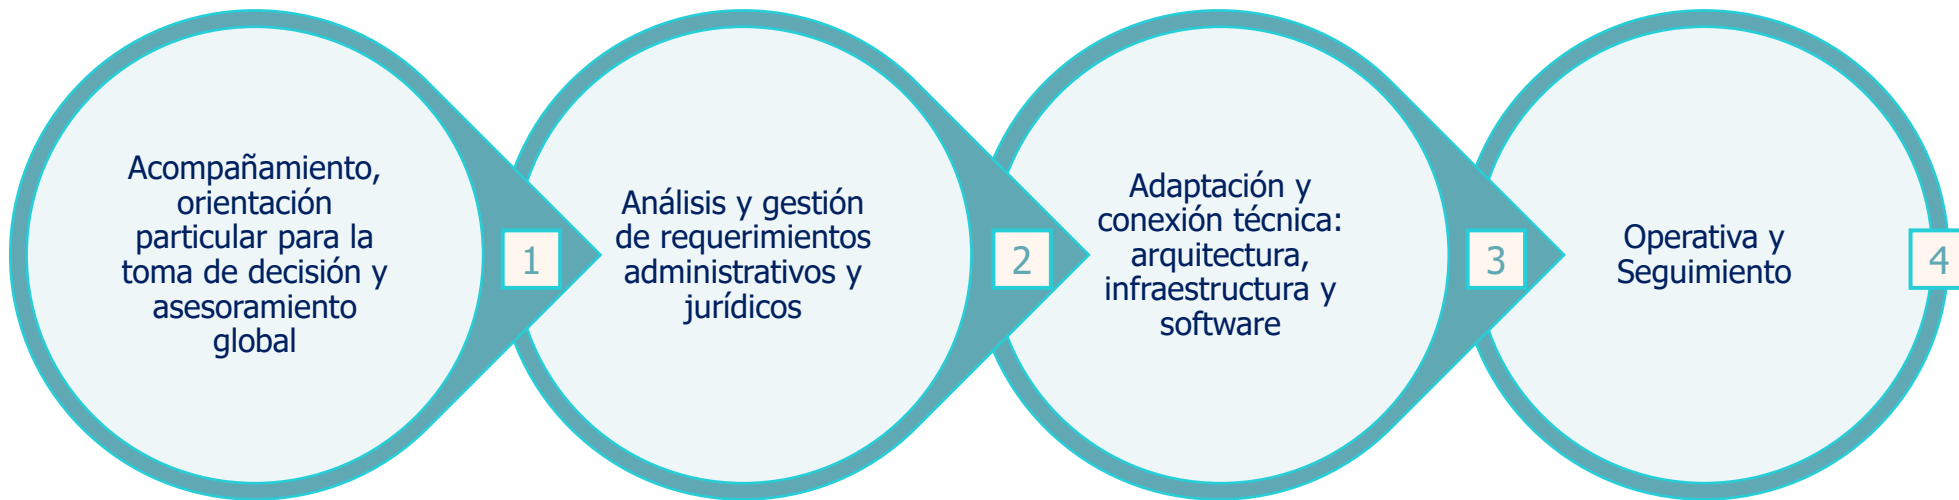 Acompañamiento,
orientación
particular para la
toma de decisión y
asesoramiento
global
1
Análisis y gestión
de requerimientos
administrativos y
jurídicos
2
Adaptación y
conexión técnica:
arquitectura,
infraestructura y
software
3
Operativa y
Seguimiento
4